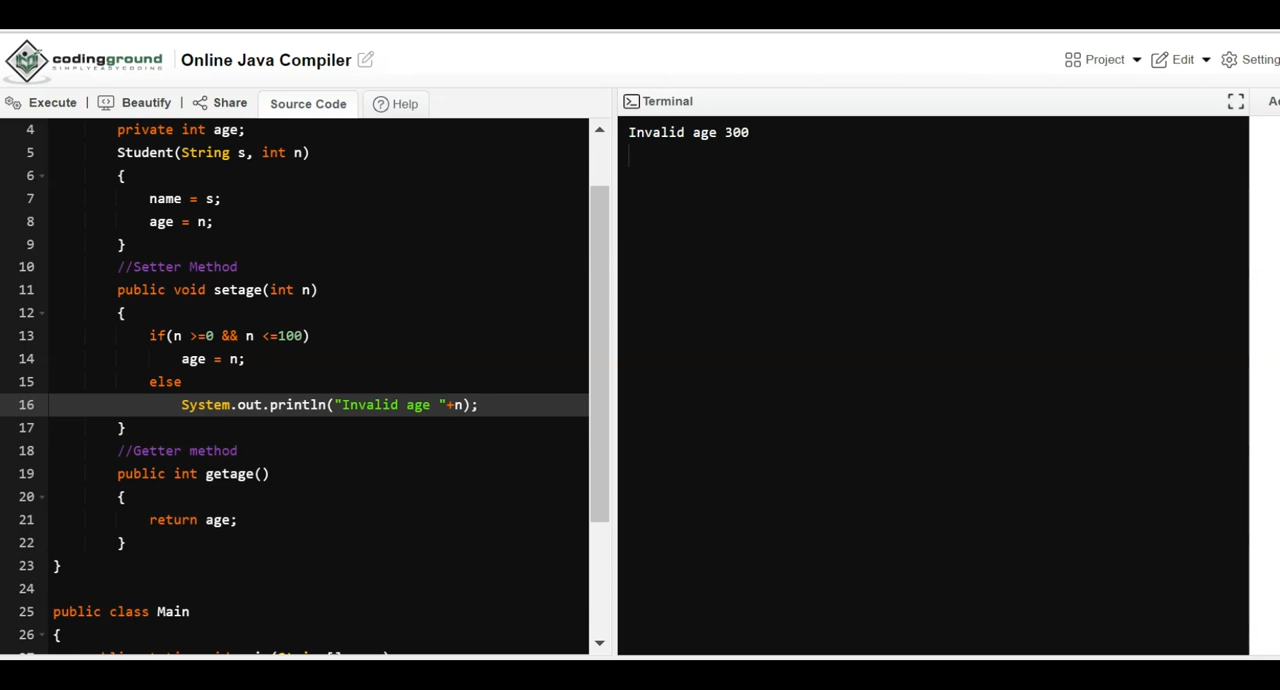 codingground
SIMPLYEASYCODING
Online Java Compiler
Project
Edit
Setting
Execute | Beautify | Share
Source Code
Help
Terminal
4 private int age;
5 Student(String s, int n)
6 {
7 name = s;
8 age = n;
9 }
10 //Setter Method
11 public void setage(int n)
12 {
13 if(n >=0 && n <=100)
14 age = n;
15 else
16 System.out.println("Invalid age "+n);
17 }
18 //Getter method
19 public int getage()
20 {
21 return age;
22 }
23 }
24
25 public class Main
26 {
Invalid age 300